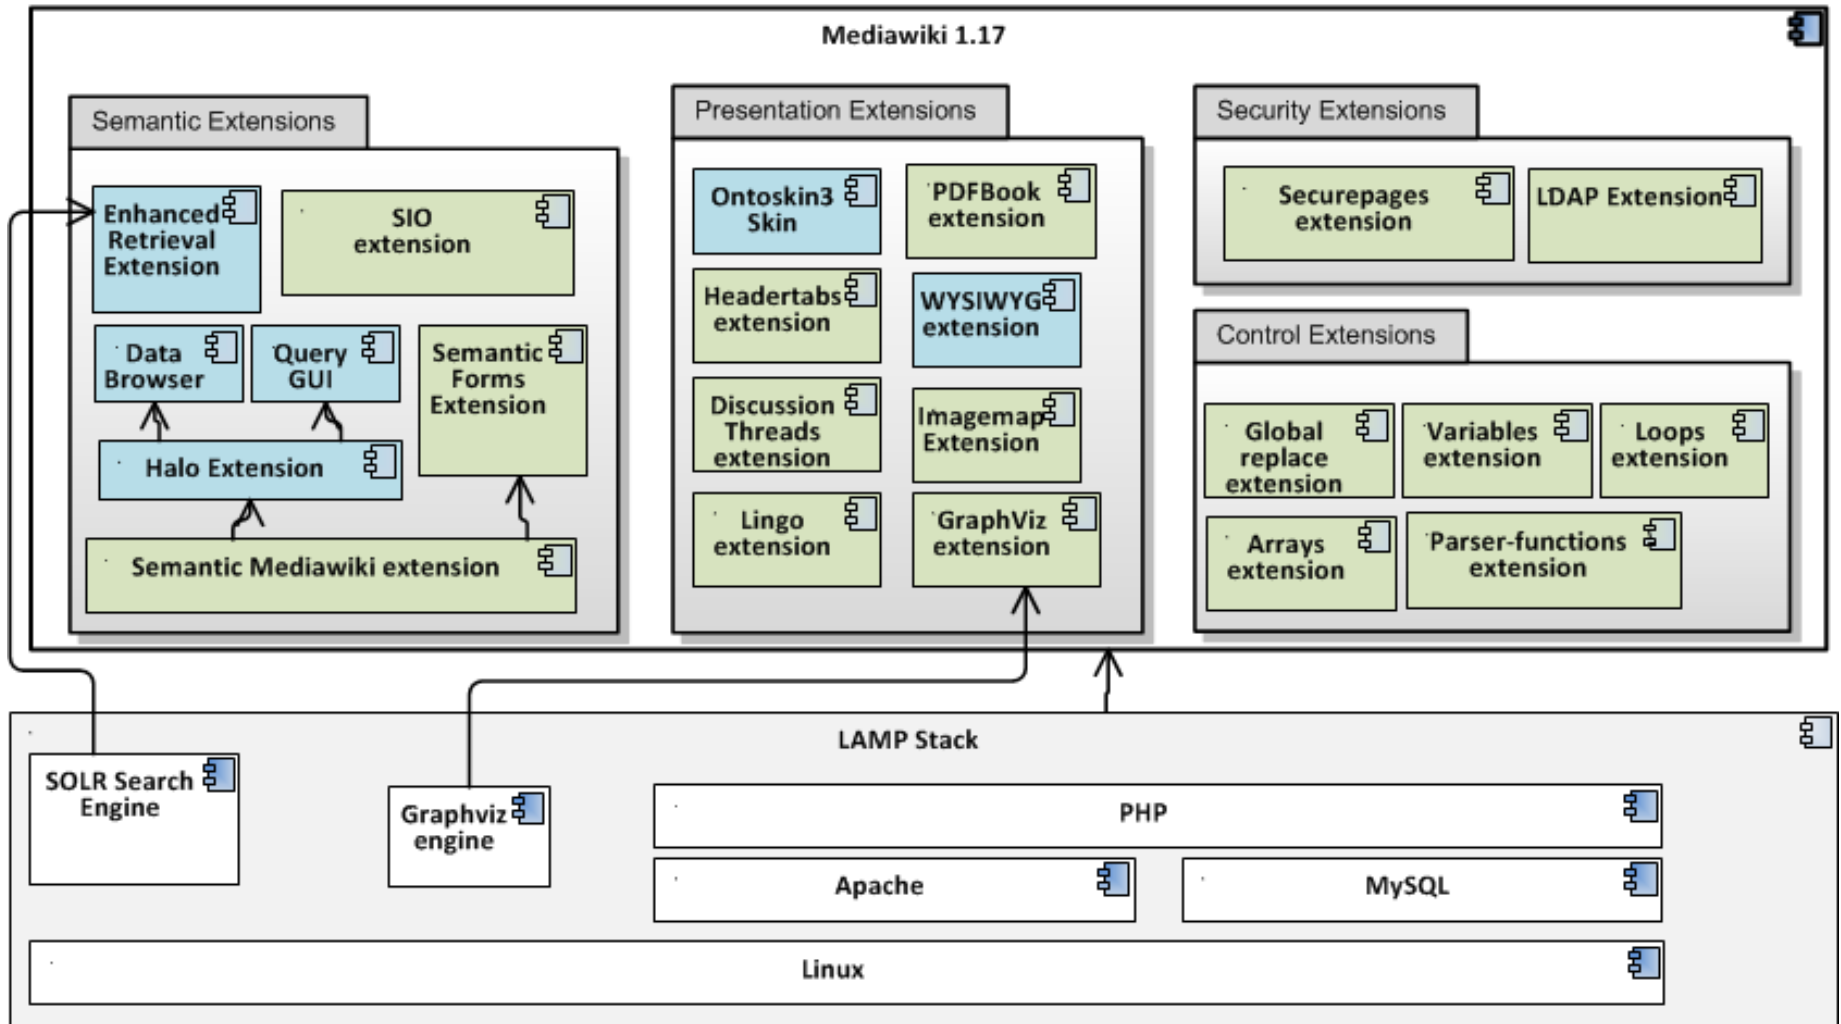 Mediawiki 1.17
Semantic Extensions
Enhanced
Retrieval
Extension
SIO
extension
Data
Browser
Query
GUI
Semantic
Forms
Extension
Halo Extension
Semantic Mediawiki extension
Presentation Extensions
Ontoskin3
Skin
PDFBook
extension
Headertabs
extension
WYSIWYG
extension
Discussion
Threads
extension
Imagemap
Extension
Lingo
extension
GraphViz
extension
Security Extensions
Securepages
extension
LDAP Extension
Control Extensions
Global
replace
extension
Variables
extension
Loops
extension
Arrays
extension
Parser-functions
extension
LAMP Stack
SOLR Search
Engine
Graphviz
engine
PHP
Apache
MySQL
Linux